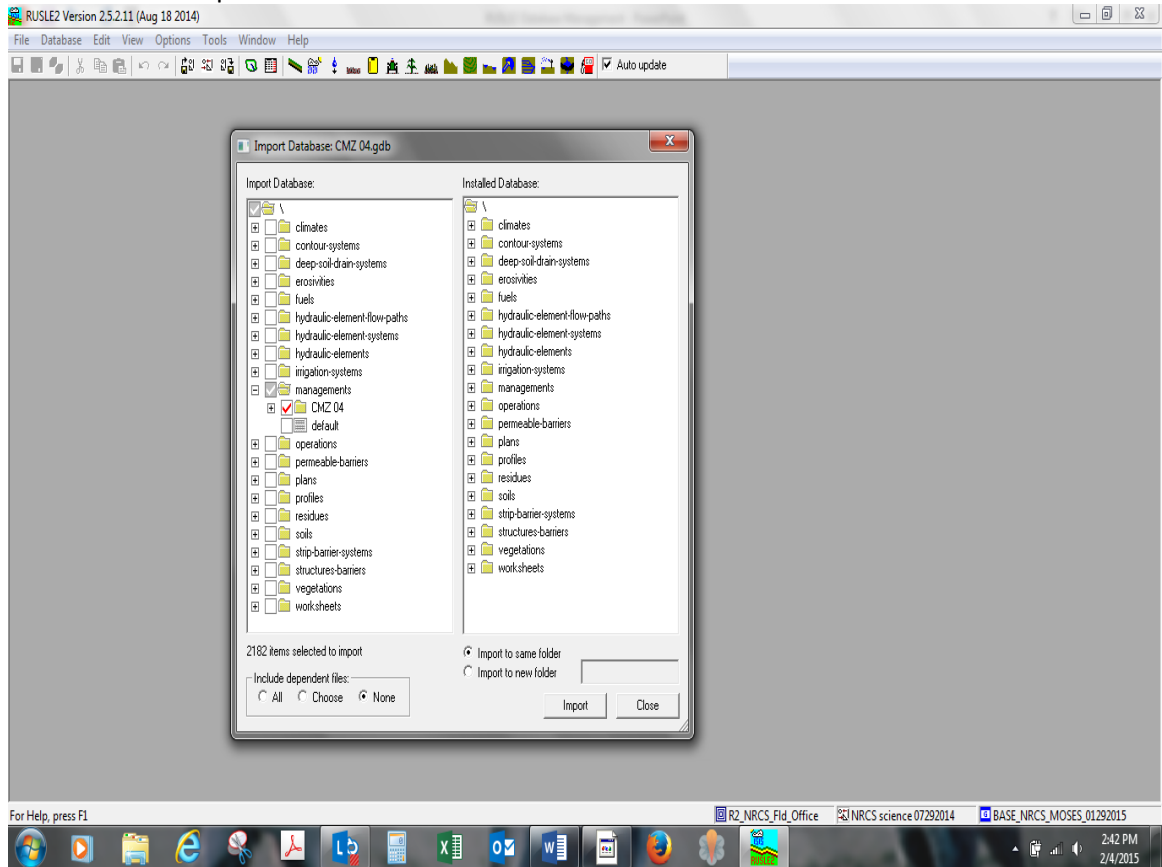 RUSLE2 Version 2.5.2.11 (Aug 18 2014)
File Database Edit View Options Tools Window Help
Auto update
Import Database: CMZ 04.gdb
Import Database:
\
climates
contour-systems
deep-soil-drain-systems
erosivities
fuels
hydraulic-element-flow-paths
hydraulic-element-systems
hydraulic-elements
irrigation-systems
managements
CMZ 04
default
operations
permeable-barriers
plans
profiles
residues
soils
strip-barrier-systems
structures-barriers
vegetations
worksheets
Installed Database:
\
climates
contour-systems
deep-soil-drain-systems
erosivities
fuels
hydraulic-element-flow-paths
hydraulic-element-systems
hydraulic-elements
irrigation-systems
managements
operations
permeable-barriers
plans
profiles
residues
soils
strip-barrier-systems
structures-barriers
vegetations
worksheets
2182 items selected to import
Include dependent files:
All Choose None
Import to same folder
Import to new folder
Import Close
For Help, press F1
R2_NRCS_Fld_Office NRCS science 07292014 BASE_NRCS_MOSES_01292015
RUSLE2
2:42 PM
2/4/2015